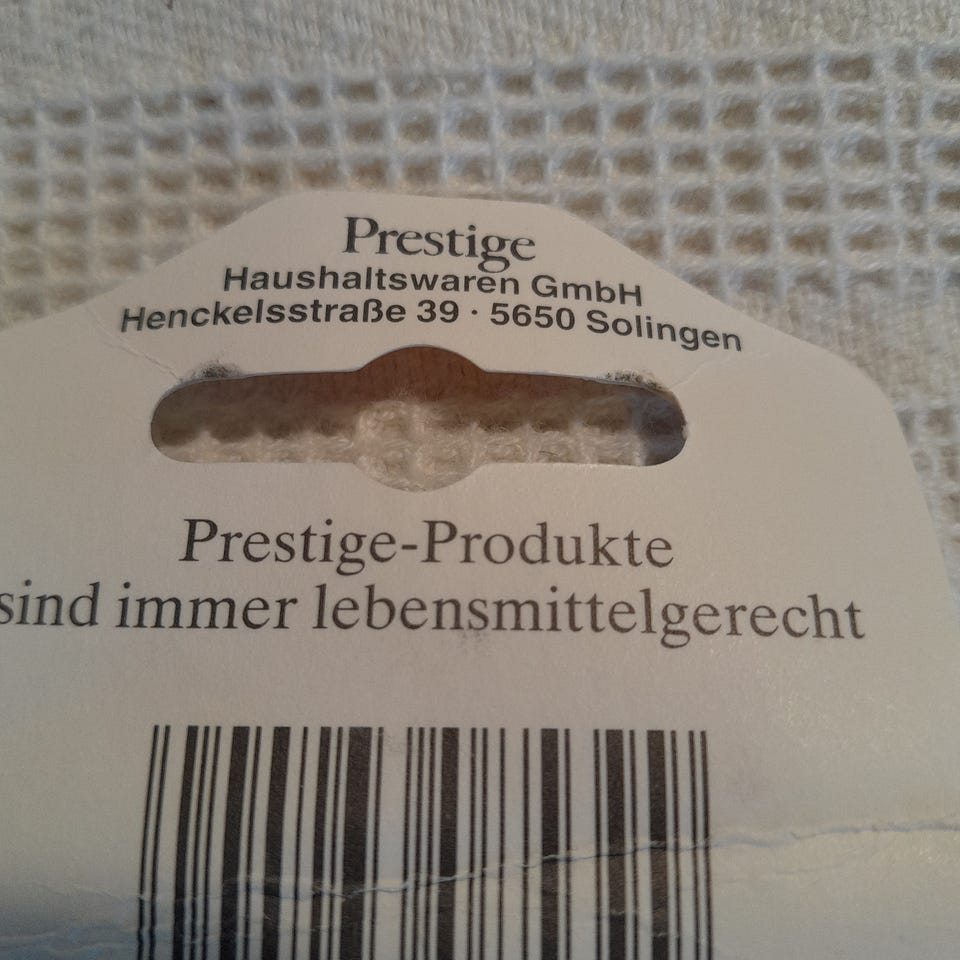 Prestige
Haushaltswaren GmbH
Henckelsstraße 39 · 5650 Solingen
Prestige-Produkte
sind immer lebensmittelgerecht